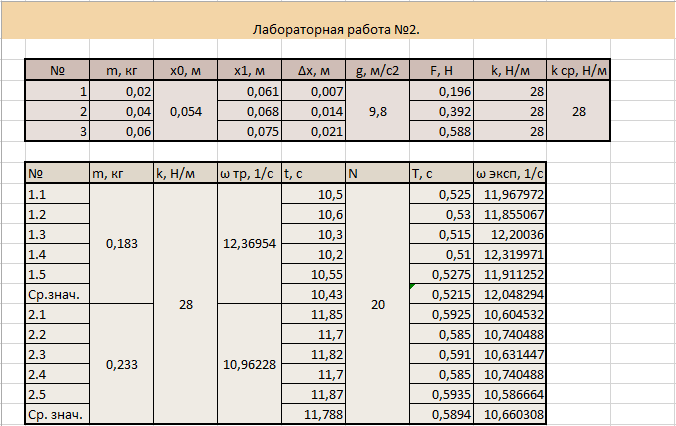 Лабораторная работа №2.
№ m, кг x0, м x1, м Δx, м g, м/с2 F, Н k, Н/м k ср, Н/м
1 0,02 0,061 0,007 0,196 28
2 0,04 0,054 0,068 0,014 9,8 0,392 28 28
3 0,06 0,075 0,021 0,588 28
№ m, кг k, Н/м ω тр, 1/с t, с N T, с ω эксп, 1/с
1.1 10,5 0,525 11,967972
1.2 10,6 0,53 11,855067
1.3 0,183 12,36954 10,3 0,515 12,20036
1.4 10,2 0,51 12,319971
1.5 10,55 0,5275 11,911252
Ср.знач. 28 10,43 20 0,5215 12,048294
2.1 11,85 0,5925 10,604532
2.2 11,7 0,585 10,740488
2.3 0,233 10,96228 11,82 0,591 10,631447
2.4 11,7 0,585 10,740488
2.5 11,87 0,5935 10,586664
Ср. знач. 11,788 0,5894 10,660308